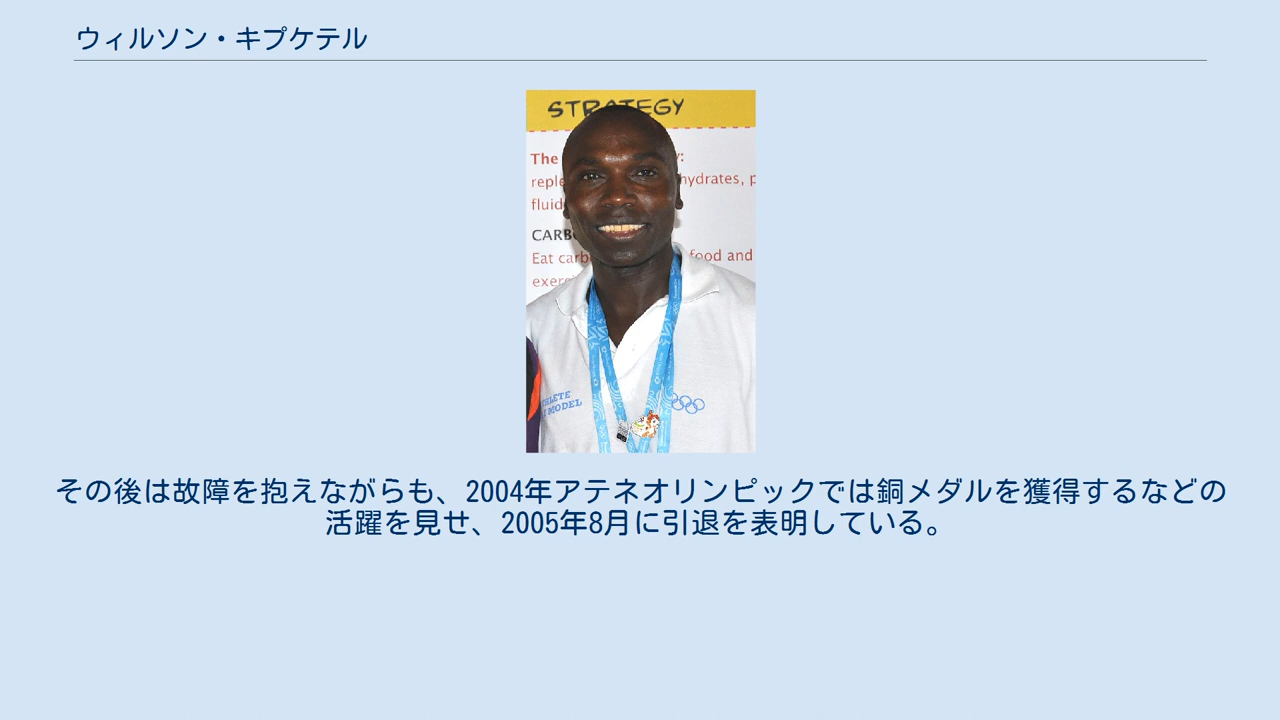 ウィルソン・キプケテル
STRATEGY
The y:
reple hydrates, p
fluid
CARB
Eat carb food and
exerci
MODEL
その後は故障を抱えながらも、2004年アテネオリンピックでは銅メダルを獲得するなどの
活躍を見せ、2005年8月に引退を表明している。